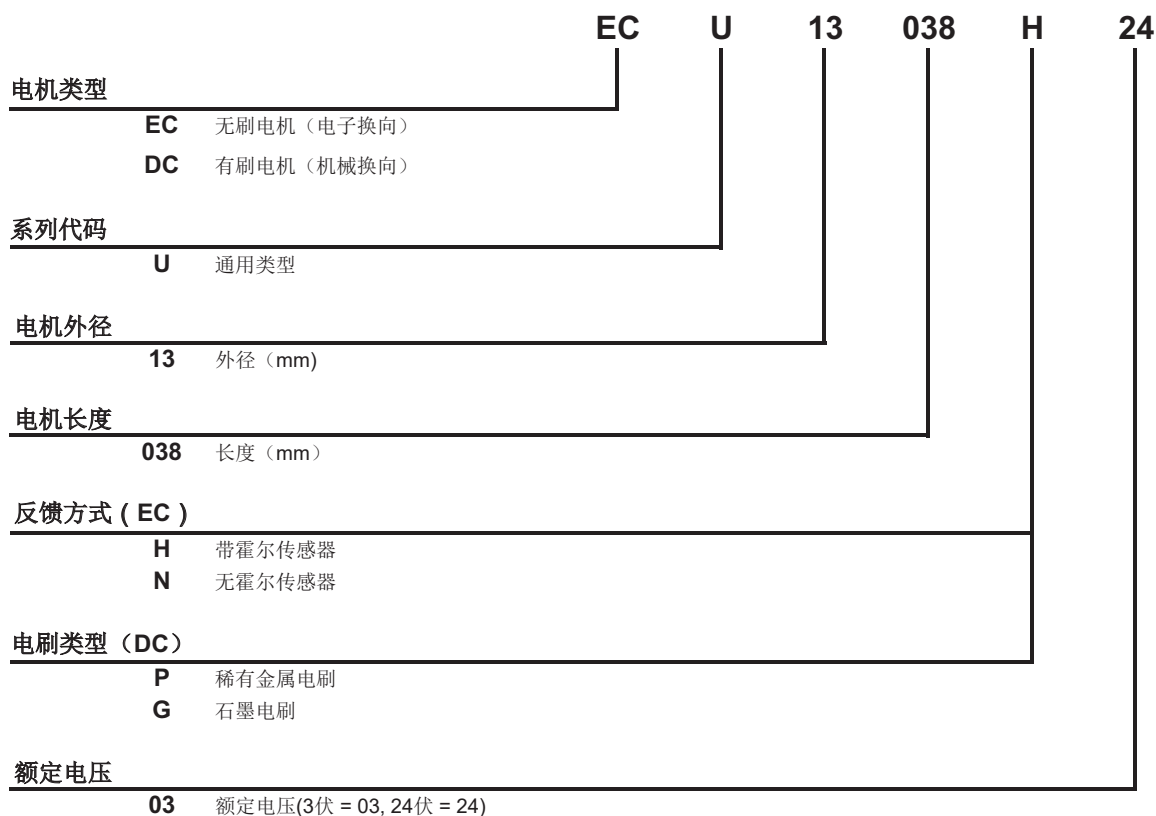 EC U 13 038 H 24
电机类型
EC 无刷电机（电子换向）
DC 有刷电机（机械换向）
系列代码
U 通用类型
电机外径
13 外径（mm)
电机长度
038 长度（mm）
反馈方式 ( EC )
H 带霍尔传感器
N 无霍尔传感器
电刷类型（DC）
P 稀有金属电刷
G 石墨电刷
额定电压
03 额定电压(3伏 = 03, 24伏 = 24)